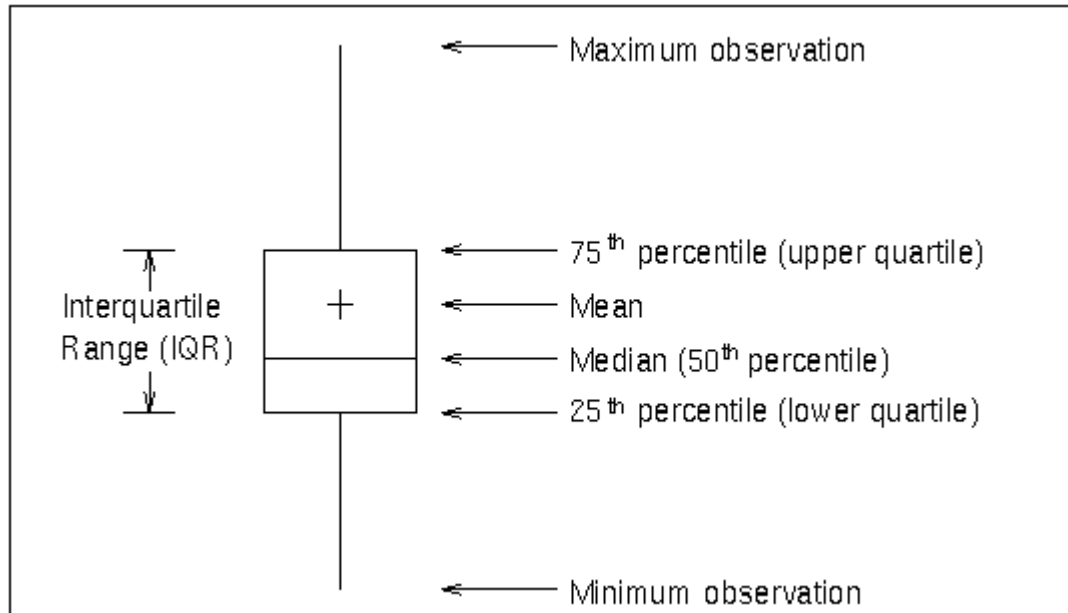 Maximum observation
75th percentile (upper quartile)
Interquartile
Range (IQR)
Mean
Median (50th percentile)
25th percentile (lower quartile)
Minimum observation